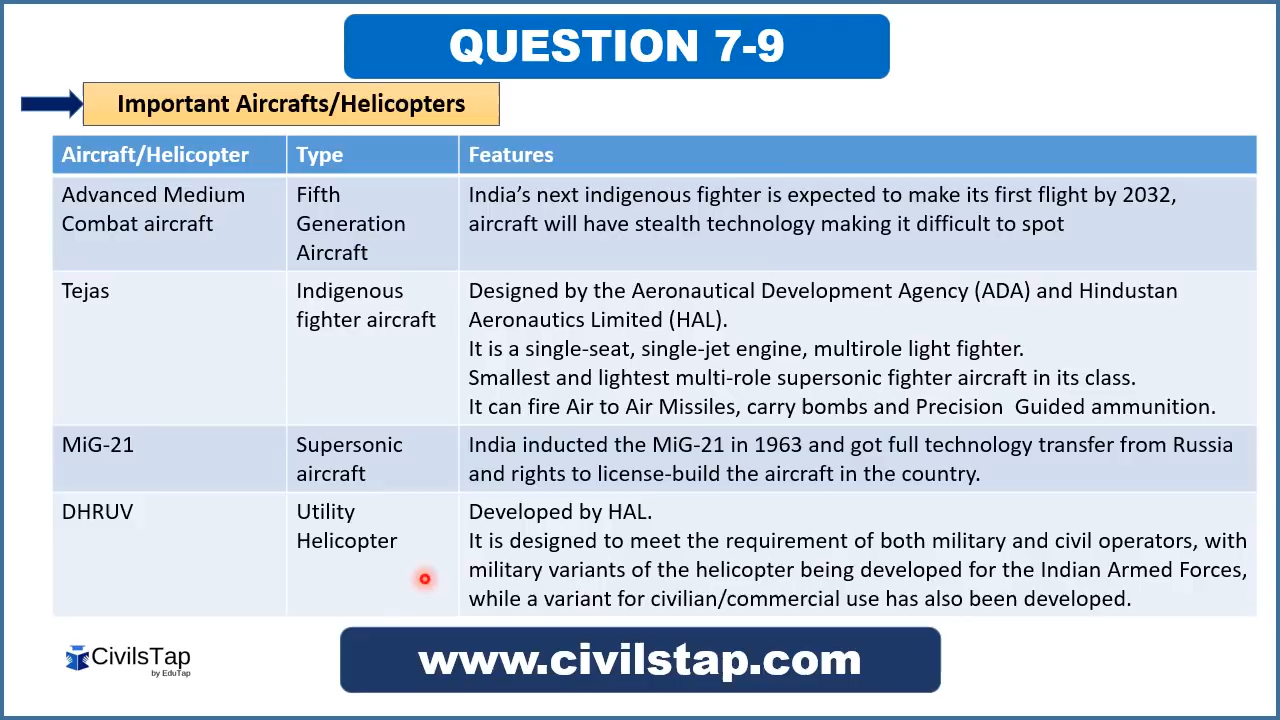 QUESTION 7-9
Important Aircrafts/Helicopters
Aircraft/Helicopter Type Features
Advanced Medium
Combat aircraft
Fifth
Generation
Aircraft
India’s next indigenous fighter is expected to make its first flight by 2032,
aircraft will have stealth technology making it difficult to spot
Tejas
Indigenous
fighter aircraft
Designed by the Aeronautical Development Agency (ADA) and Hindustan
Aeronautics Limited (HAL).
It is a single-seat, single-jet engine, multirole light fighter.
Smallest and lightest multi-role supersonic fighter aircraft in its class.
It can fire Air to Air Missiles, carry bombs and Precision  Guided ammunition.
MiG-21
Supersonic
aircraft
India inducted the MiG-21 in 1963 and got full technology transfer from Russia
and rights to license-build the aircraft in the country.
DHRUV
Utility
Helicopter
Developed by HAL.
It is designed to meet the requirement of both military and civil operators, with
military variants of the helicopter being developed for the Indian Armed Forces,
while a variant for civilian/commercial use has also been developed.
CivilsTap
by EduTap
www.civilstap.com